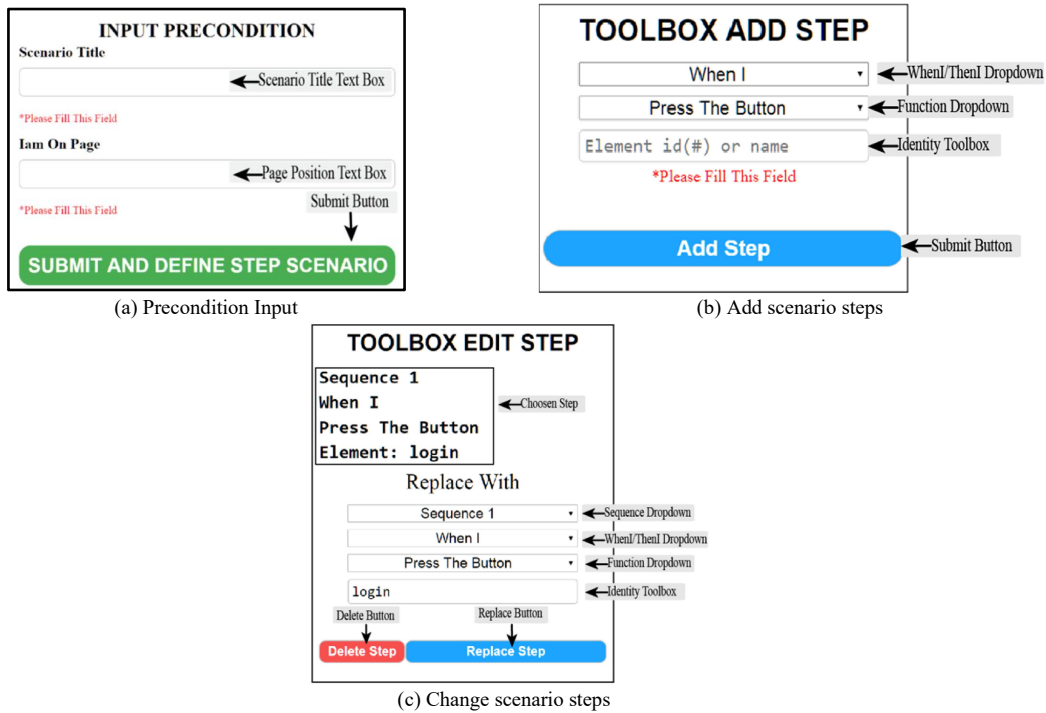 INPUT PRECONDITION
Scenario Title
Scenario Title Text Box
*Please Fill This Field
Iam On Page
Page Position Text Box
*Please Fill This Field
Submit Button
SUBMIT AND DEFINE STEP SCENARIO
(a) Precondition Input
TOOLBOX ADD STEP
When I
WhenI/ThenI Dropdown
Press The Button
Function Dropdown
Element id(#) or name
Identity Toolbox
*Please Fill This Field
Add Step
Submit Button
(b) Add scenario steps
TOOLBOX EDIT STEP
Sequence 1
When I
Choosen Step
Press The Button
Element: login
Replace With
Sequence 1
Sequence Dropdown
When I
WhenI/ThenI Dropdown
Press The Button
Function Dropdown
login
Identity Toolbox
Delete Button
Replace Button
Delete Step
Replace Step
(c) Change scenario steps